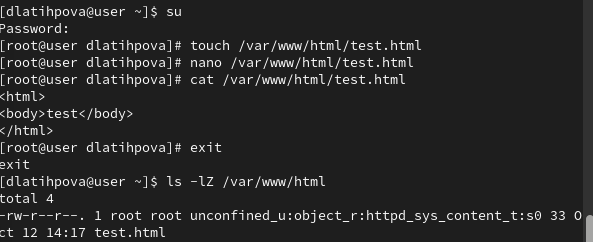 [dlatihpova@user ~]$ su
Password:
[root@user dlatihpova]# touch /var/www/html/test.html
[root@user dlatihpova]# nano /var/www/html/test.html
[root@user dlatihpova]# cat /var/www/html/test.html
<html>
<body>test</body>
</html>
[root@user dlatihpova]# exit
exit
[dlatihpova@user ~]$ ls -lZ /var/www/html
total 4
-rw-r--r--. 1 root root unconfined_u:object_r:httpd_sys_content_t:s0 33 O
ct 12 14:17 test.html